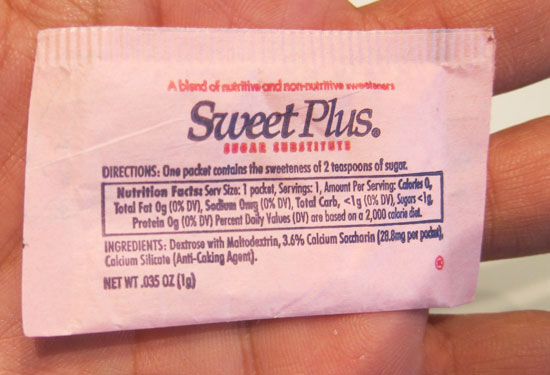 A blend of nutritive and non-nutritive sweeteners
Sweet Plus®
SUGAR SUBSTITUTE
DIRECTIONS: One packet contains the sweetness of 2 teaspoons of sugar.
Nutrition Facts: Serv Size: 1 packet, Servings: 1, Amount Per Serving: Calories 0,
Total Fat 0g (0% DV), Sodium 0mg (0% DV), Total Carb, <1g (0% DV), Sugars <1g,
Protein 0g (0% DV) Percent Daily Values (DV) are based on a 2,000 calorie diet.
INGREDIENTS: Dextrose with Maltodextrin, 3.6% Calcium Saccharin (28.8mg per packet),
Calcium Silicate (Anti-Caking Agent).
NET WT .035 OZ (1g)